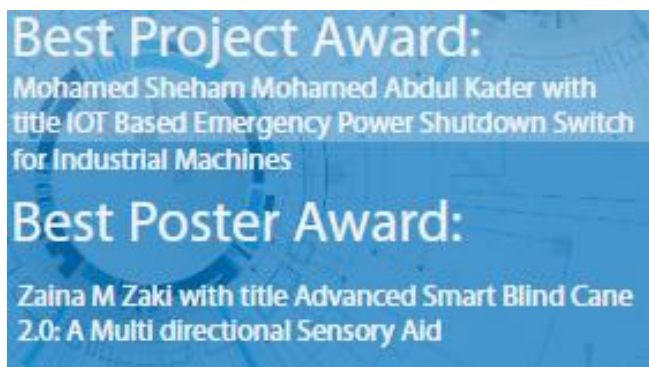 Best Project Award:
Mohamed Sheham Mohamed Abdul Kader with
title IOT Based Emergency Power Shutdown Switch
for Industrial Machines
Best Poster Award:
Zaina M Zaki with title Advanced Smart Blind Cane
2.0: A Multi directional Sensory Aid